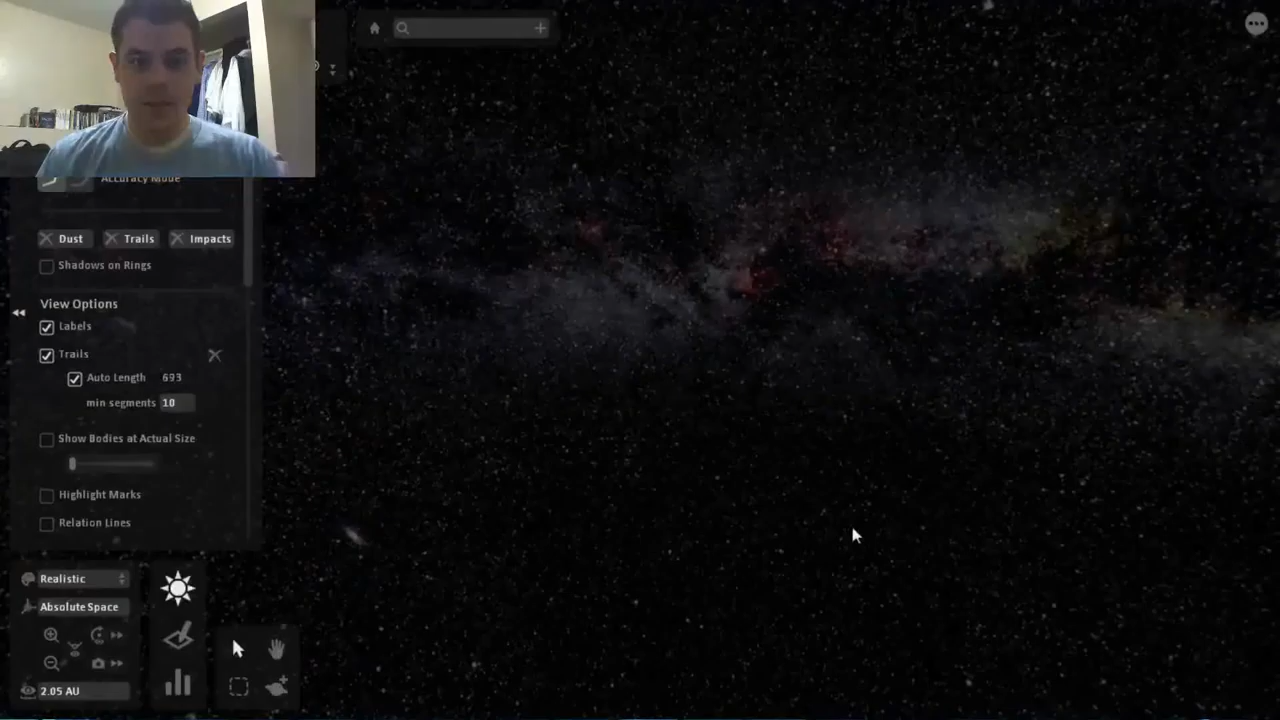 Accuracy Mode
Dust Trails Impacts
Shadows on Rings
View Options
Labels
Trails
Auto Length 693
min segments 10
Show Bodies at Actual Size
Highlight Marks
Relation Lines
Realistic
Absolute Space
2.05 AU